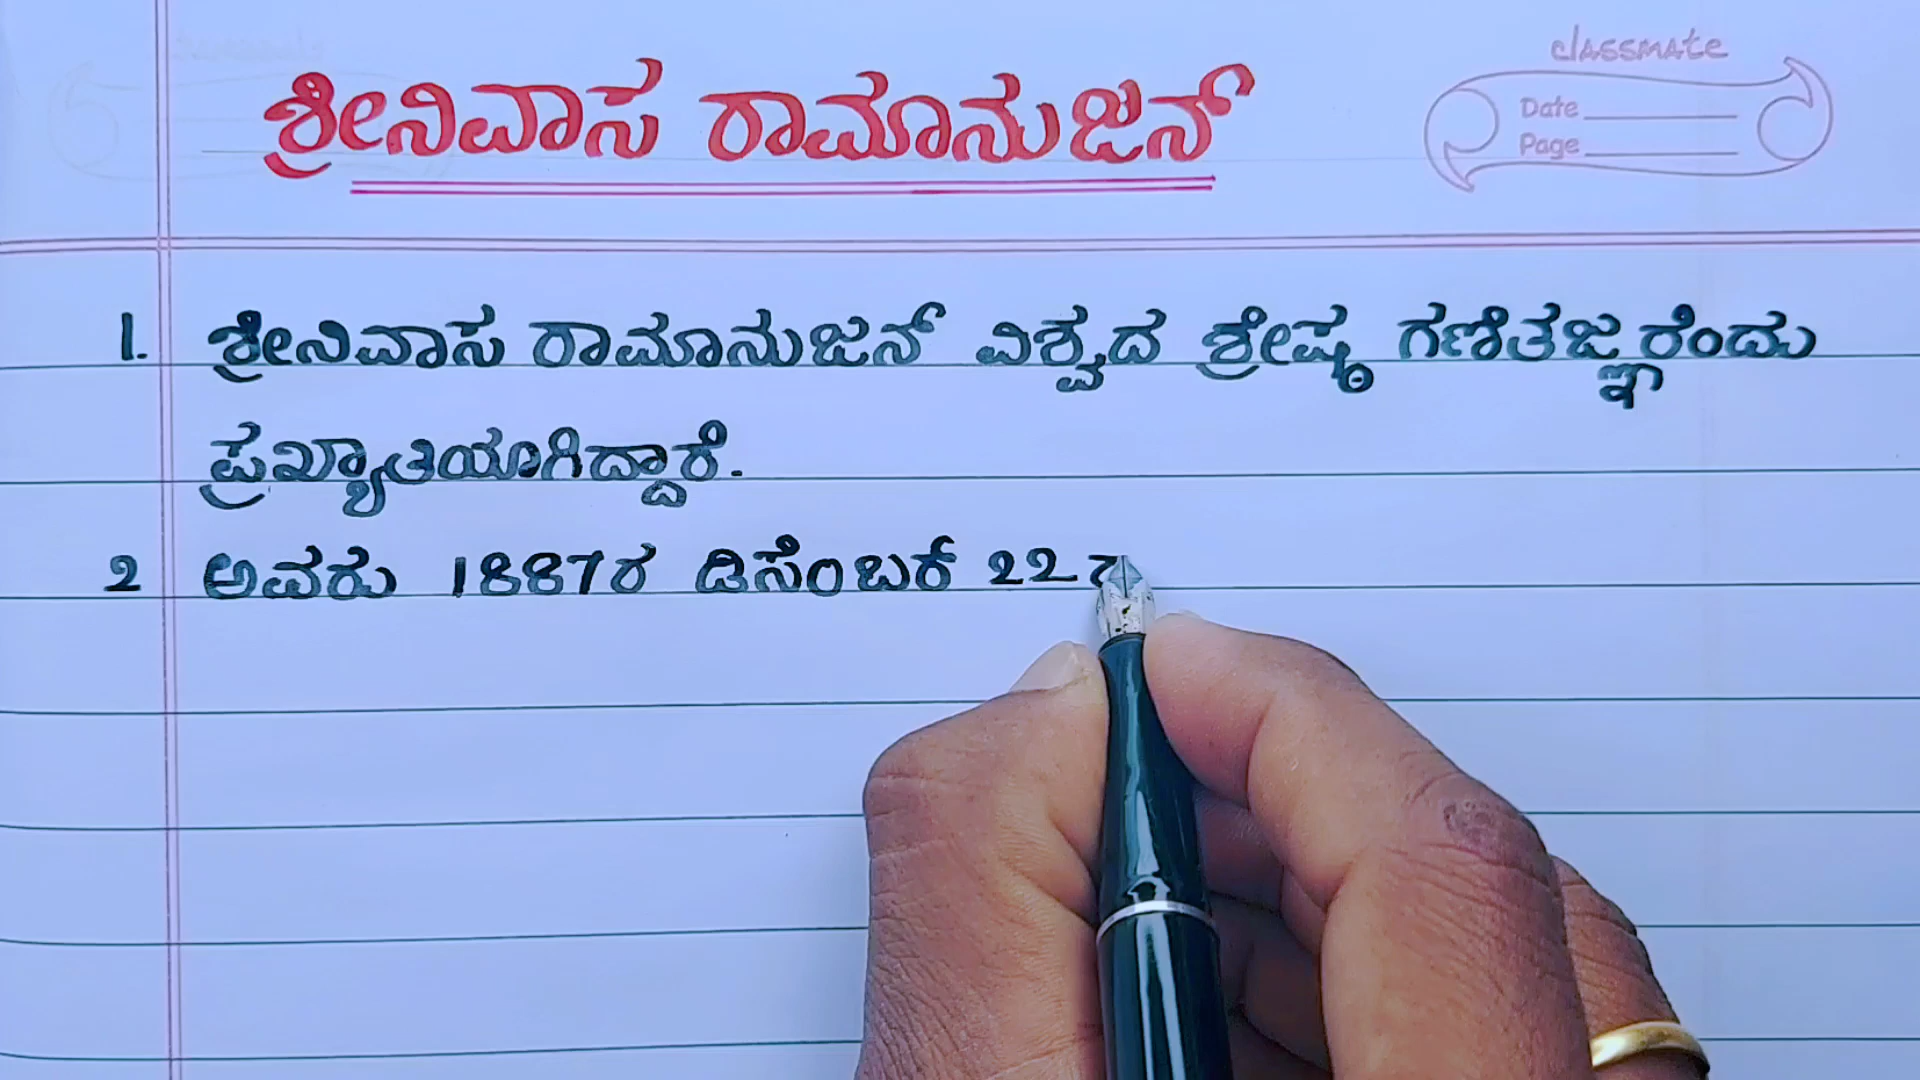 classmate
Date
Page
ಶ್ರೀನಿವಾಸ ರಾಮಾನುಜನ್
1. ಶ್ರೀನಿವಾಸ ರಾಮಾನುಜನ್ ವಿಶ್ವದ ಶ್ರೇಷ್ಠ ಗಣಿತಜ್ಞರೆಂದು
ಪ್ರಖ್ಯಾತಿಯಾಗಿದ್ದಾರೆ.
2 ಅವರು 1887ರ ಡಿಸೆಂಬರ್ 22